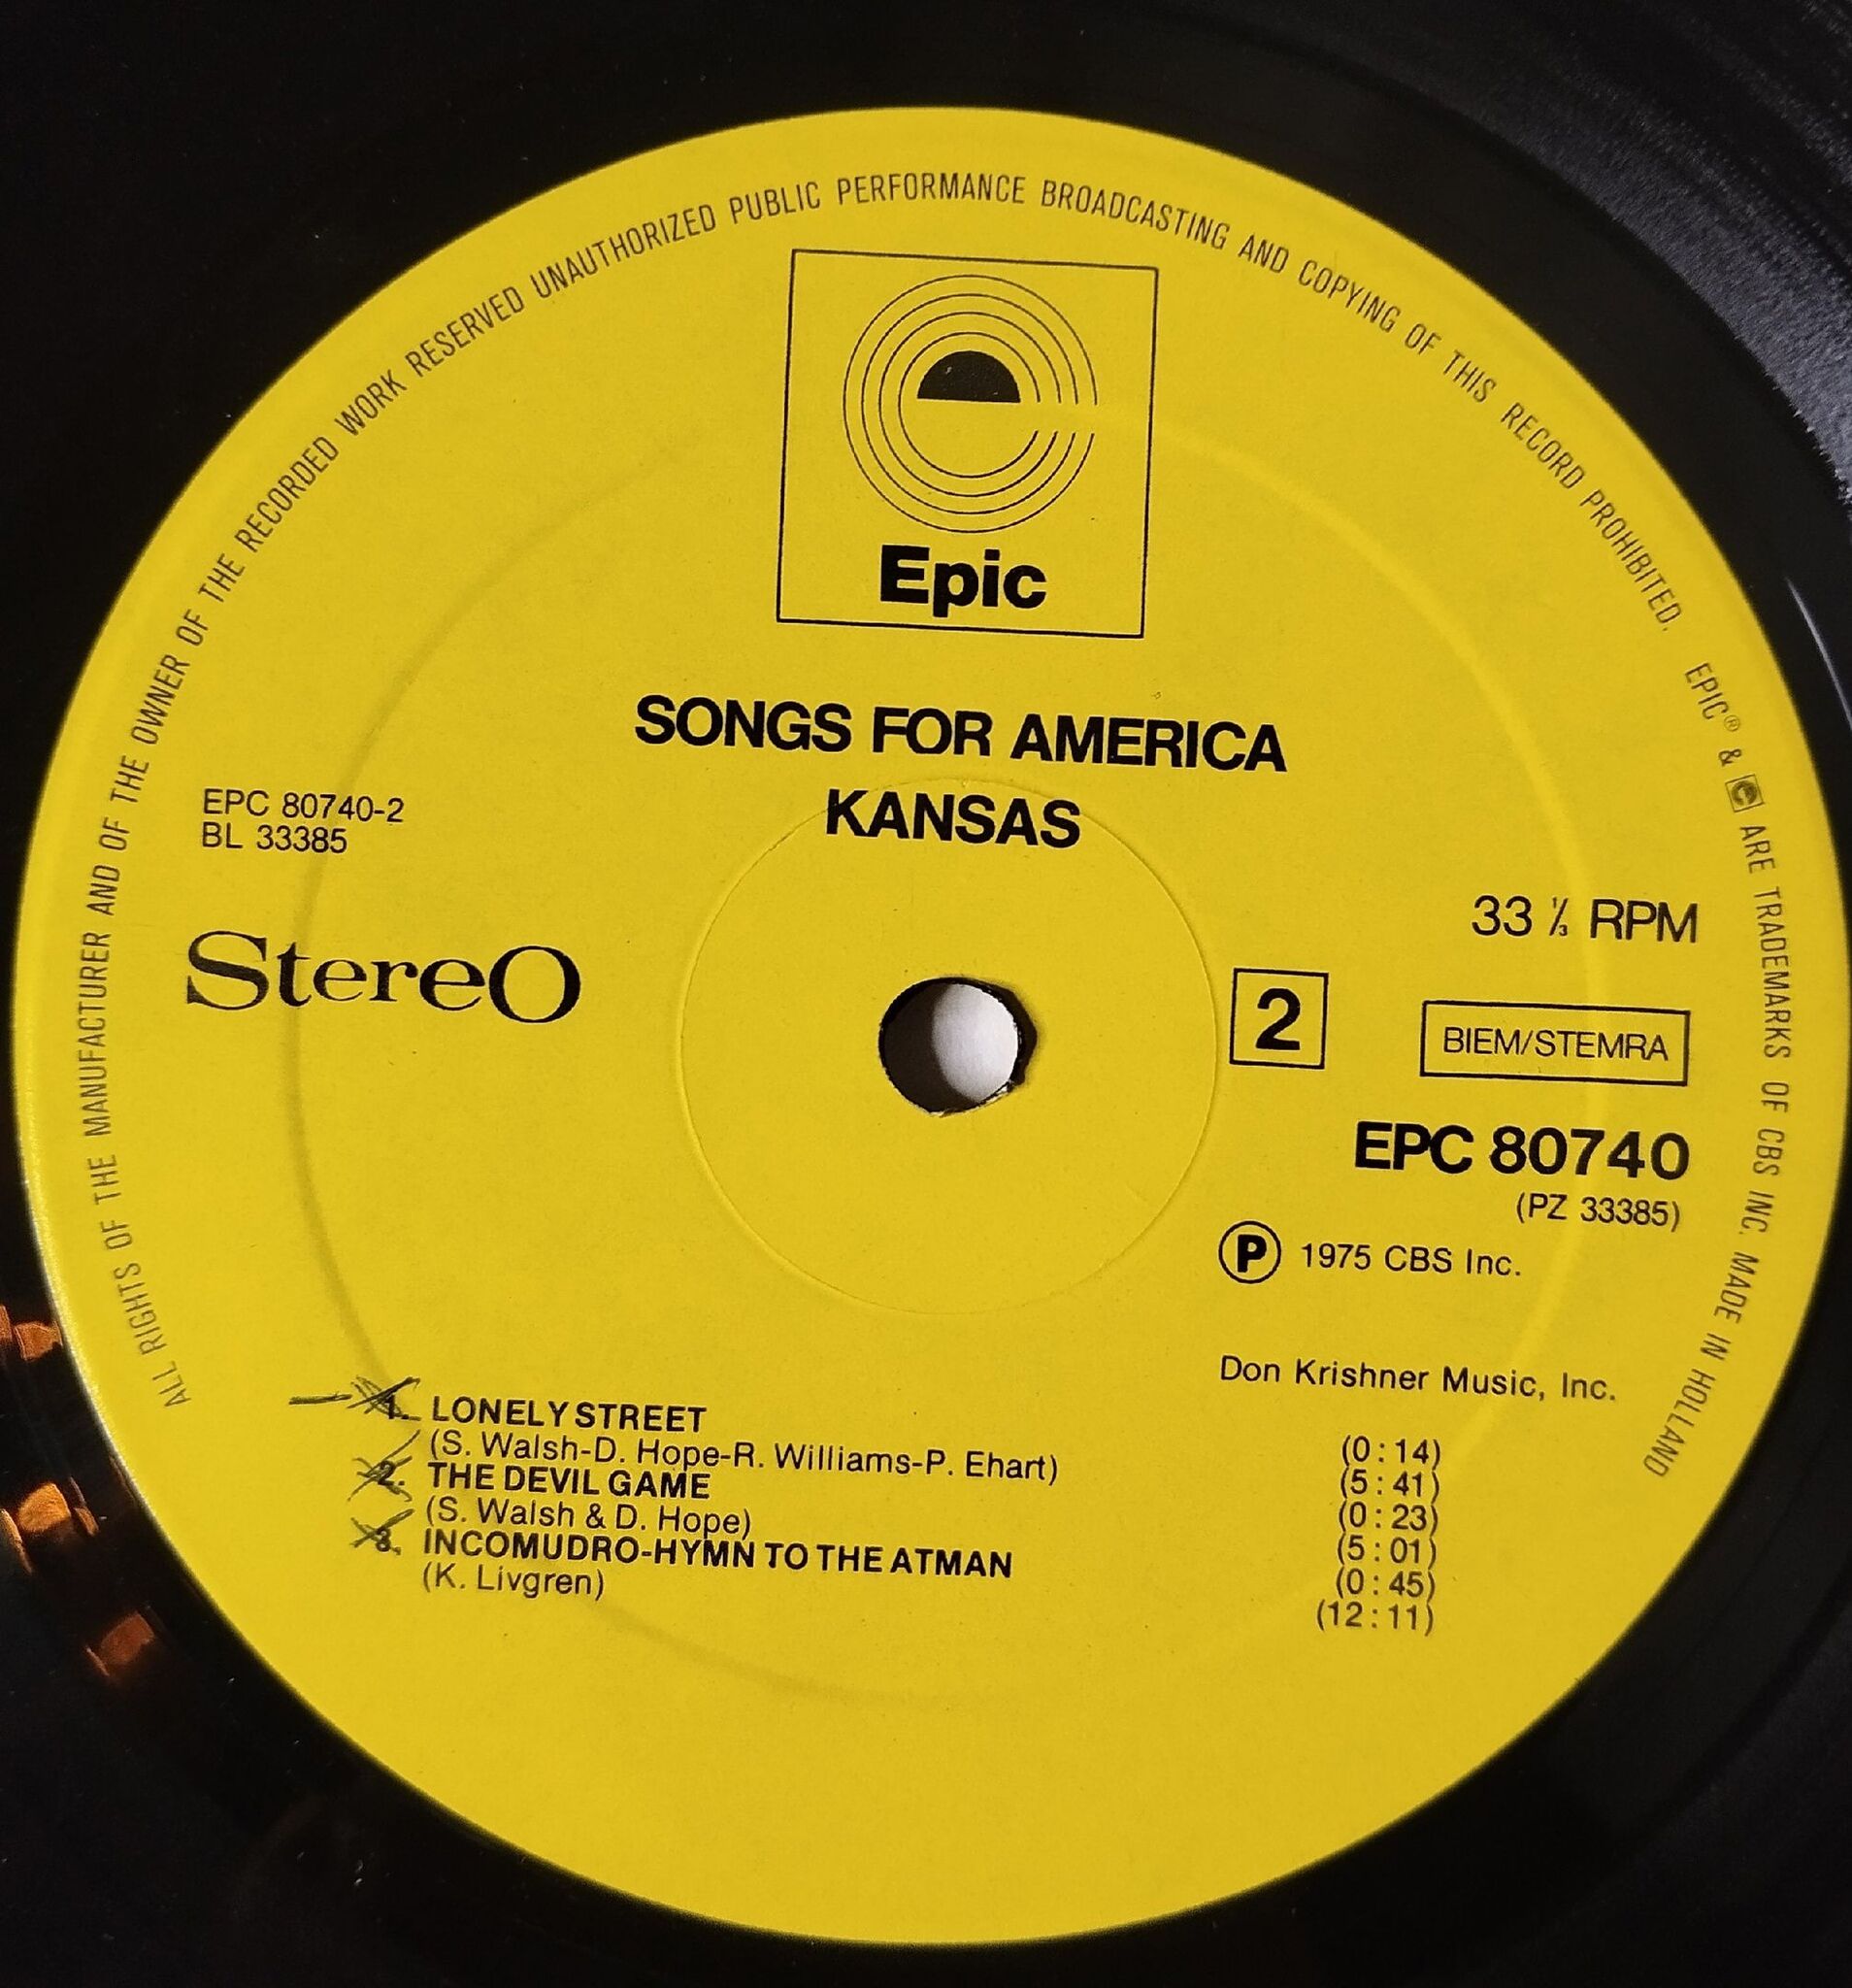 ALL RIGHTS OF THE MANUFACTURER AND OF THE OWNER OF THE RECORDED WORK RESERVED UNAUTHORIZED PUBLIC PERFORMANCE BROADCASTING AND COPYING OF THIS RECORD PROHIBITED. EPIC® & e ARE TRADEMARKS OF CBS INC. MADE IN HOLLAND
Epic
SONGS FOR AMERICA
KANSAS
EPC 80740-2
BL 33385
StereO
33 ⅓ RPM
2
BIEM/STEMRA
EPC 80740
(PZ 33385)
Ⓟ 1975 CBS Inc.
Don Krishner Music, Inc.
1. LONELY STREET
(S. Walsh-D. Hope-R. Williams-P. Ehart) (0:14)
2. THE DEVIL GAME (5:41)
(S. Walsh & D. Hope) (0:23)
3. INCOMUDRO-HYMN TO THE ATMAN (5:01)
(K. Livgren) (0:45)
(12:11)